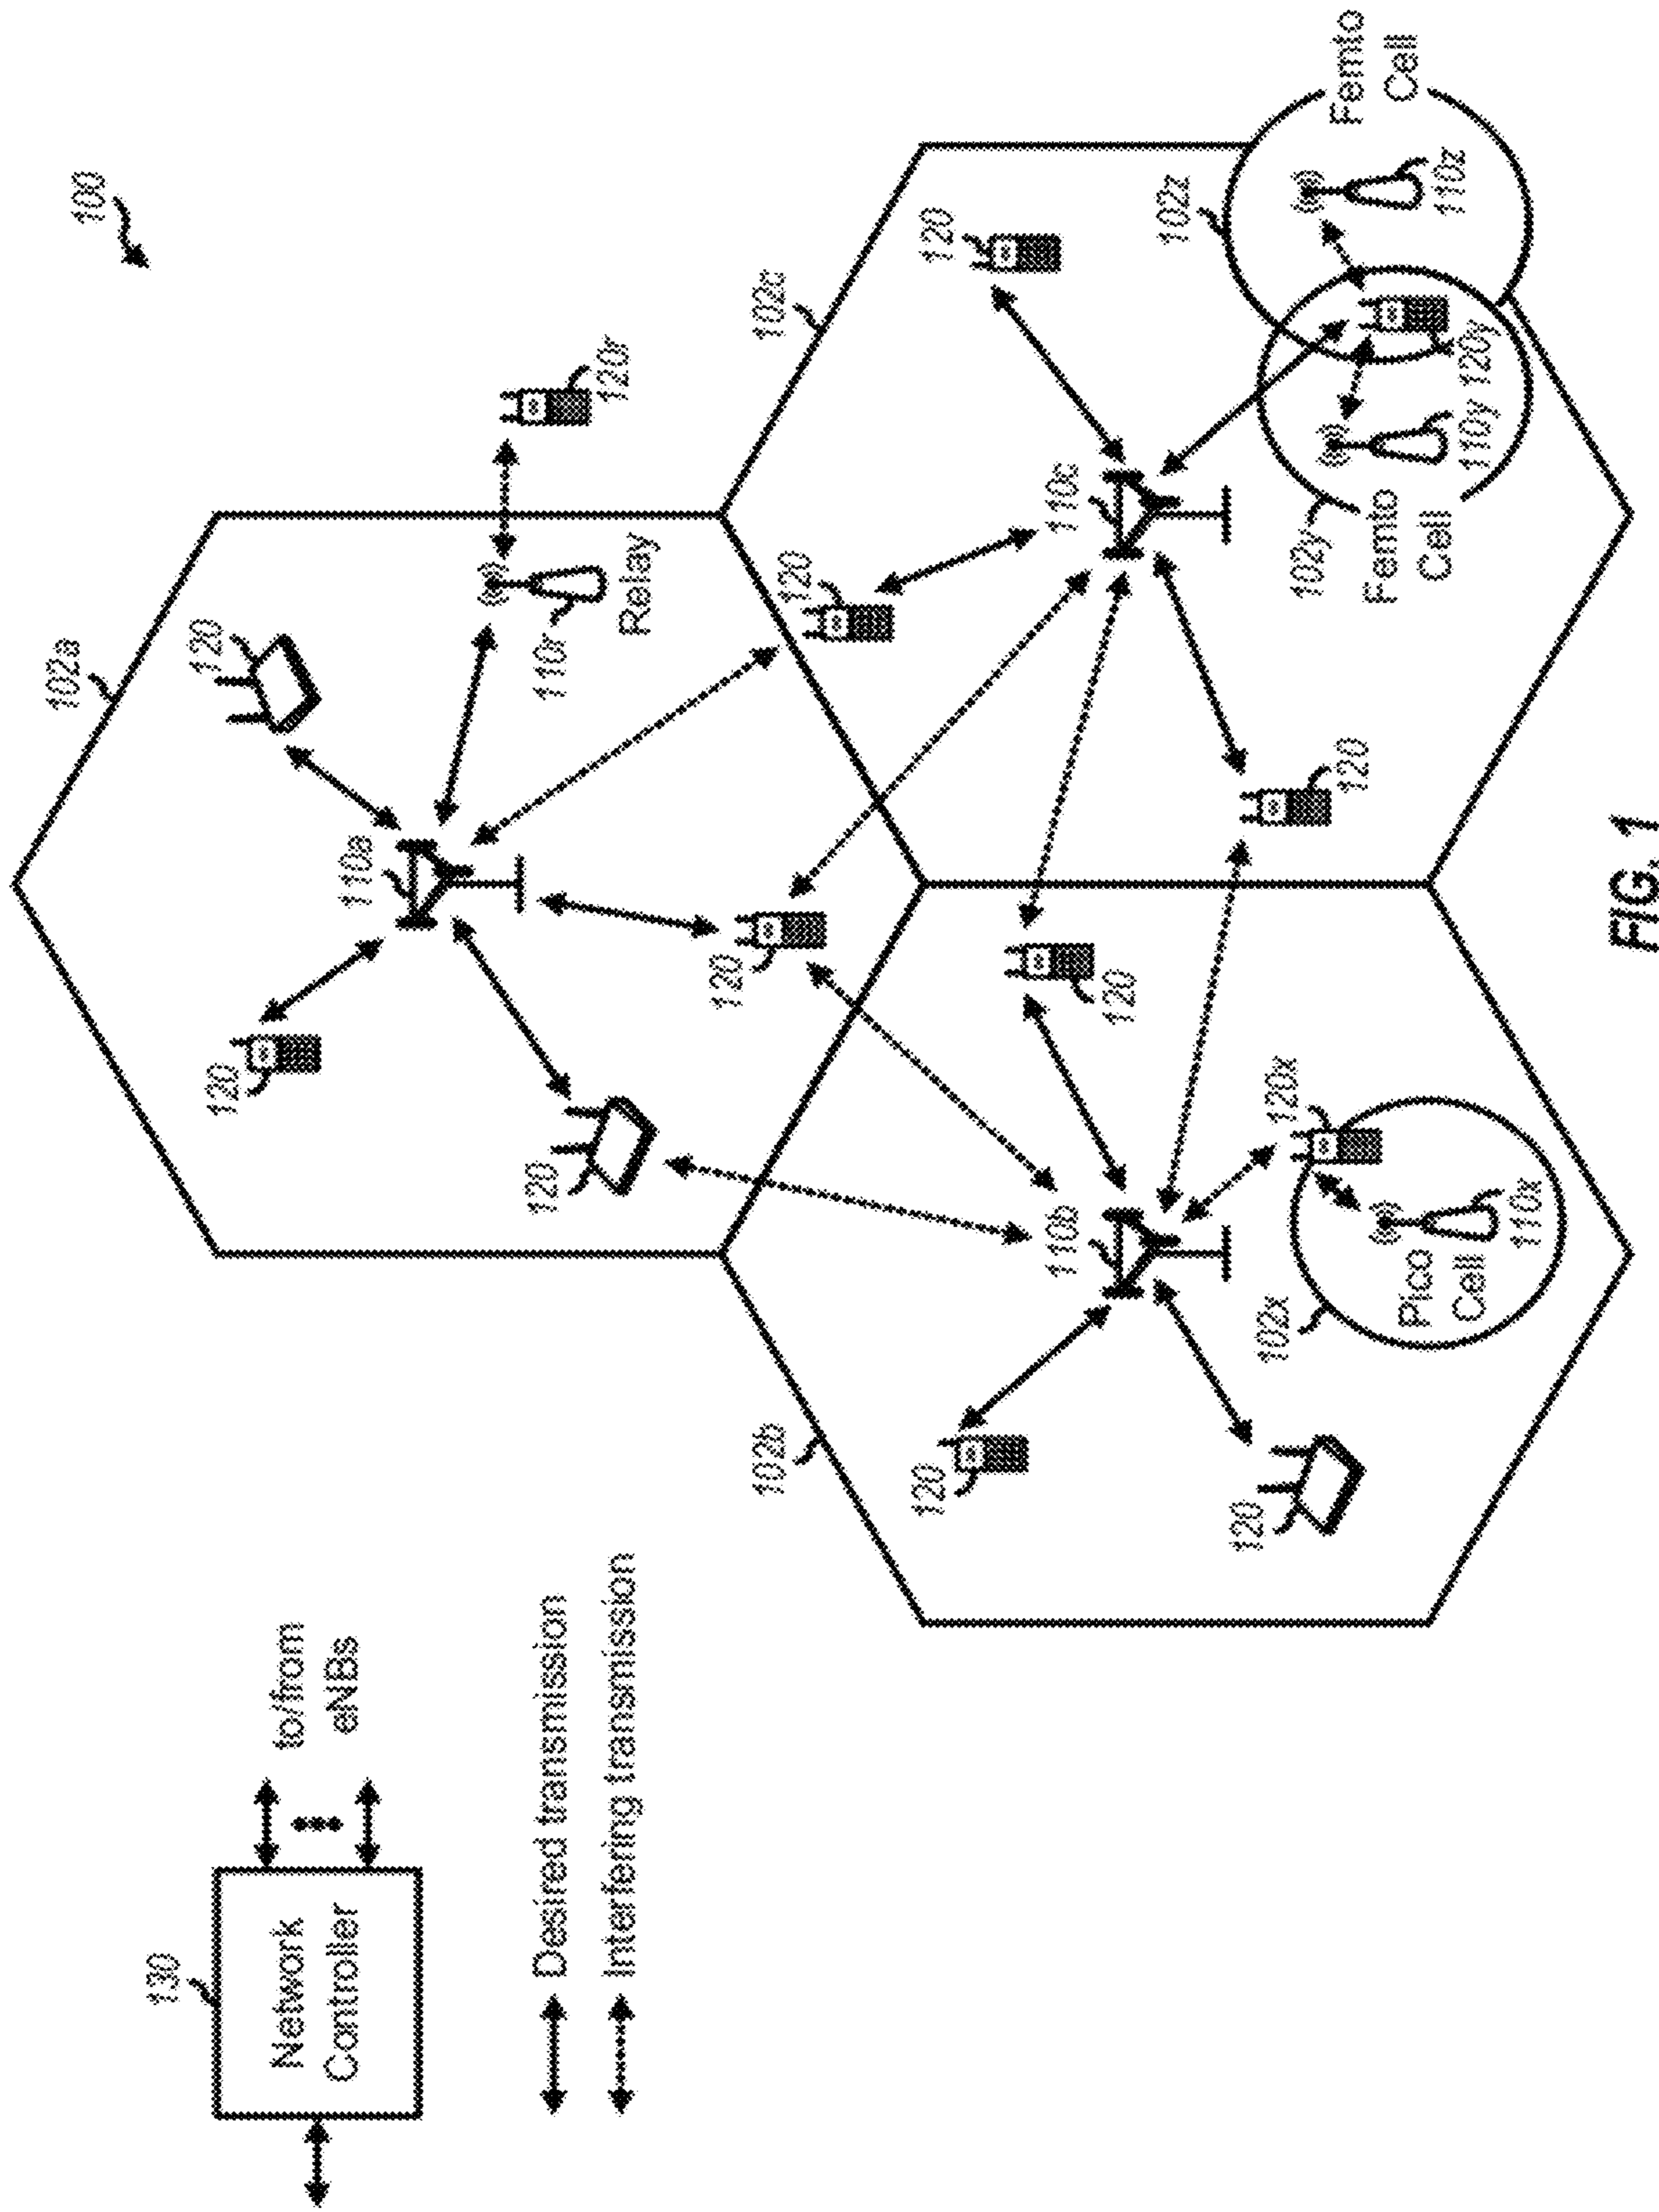 100
130
Network
Controller
to/from
eNBs
Desired transmission
Interfering transmission
102a
120
120
110a
120
120
110r
Relay
120r
120
102b
120
110b
120
120
102x
Pico
Cell
110x
120x
102c
120
110c
120
120
102y
Femto
Cell
110y
120y
102z
110z
Femto
Cell
FIG. 1